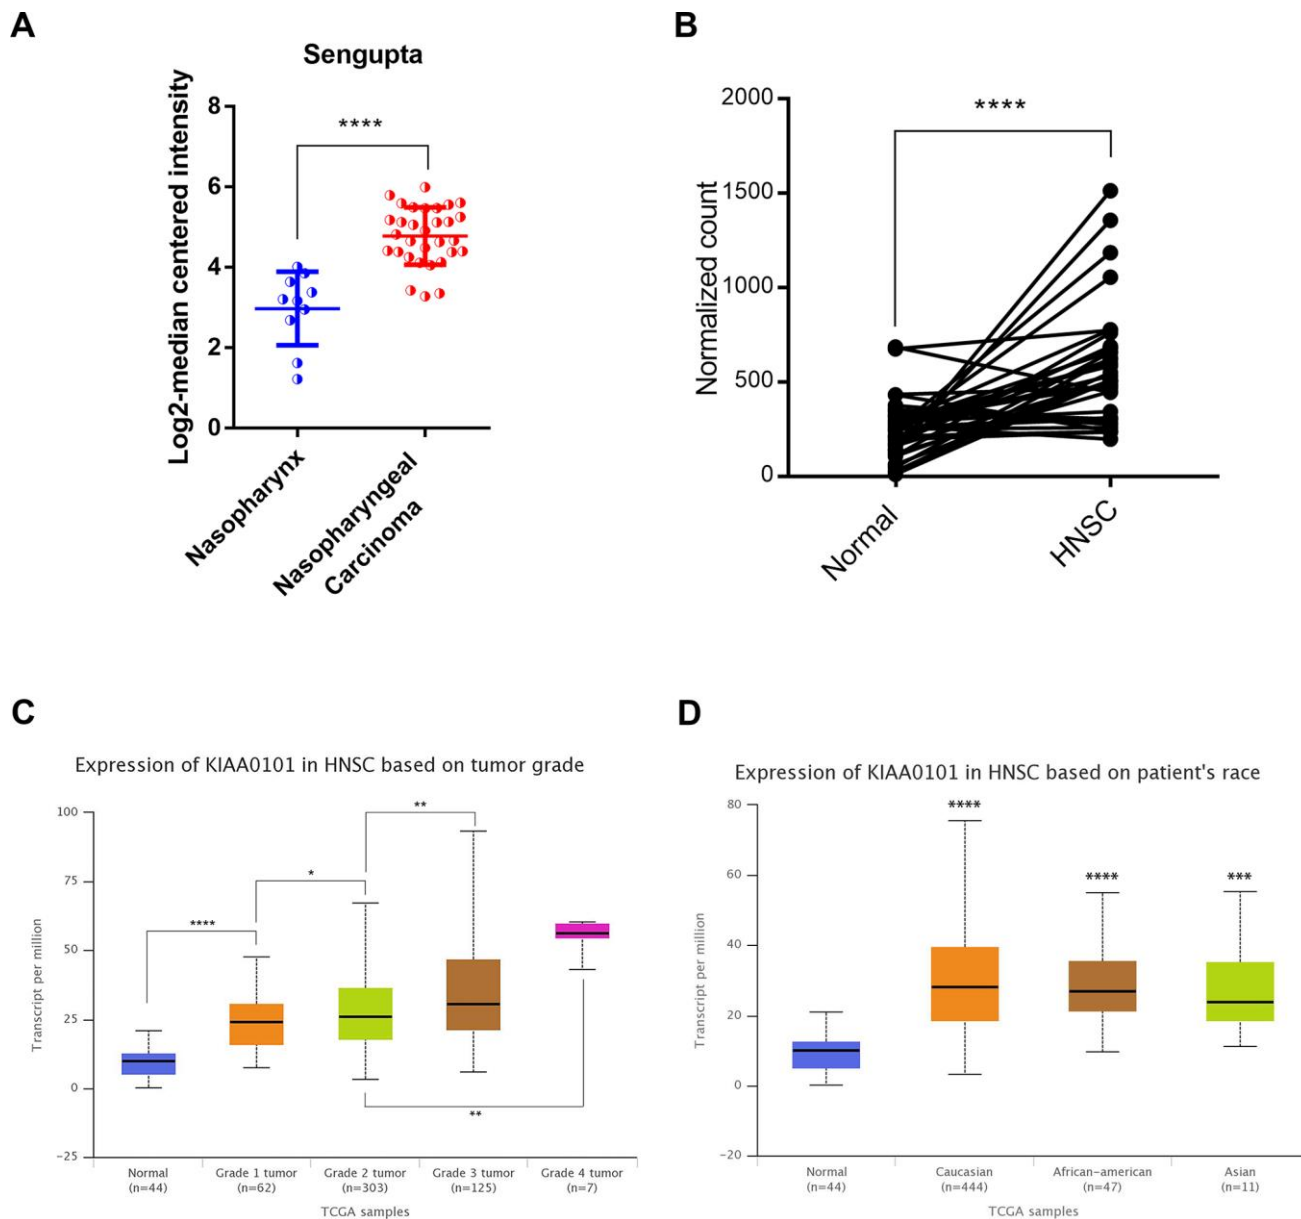 A
Sengupta
Log2-median centered intensity
8
6
4
2
0
****
Nasopharynx
Nasopharyngeal
Carcinoma
B
Normalized count
2000
1500
1000
500
0
****
Normal
HNSC
C
Expression of KIAA0101 in HNSC based on tumor grade
Transcript per million
100
75
50
25
0
-25
****
*
**
**
Normal
(n=44)
Grade 1 tumor
(n=62)
Grade 2 tumor
(n=303)
Grade 3 tumor
(n=125)
Grade 4 tumor
(n=7)
TCGA samples
D
Expression of KIAA0101 in HNSC based on patient's race
Transcript per million
80
60
40
20
0
-20
****
****
***
Normal
(n=44)
Caucasian
(n=444)
African-american
(n=47)
Asian
(n=11)
TCGA samples